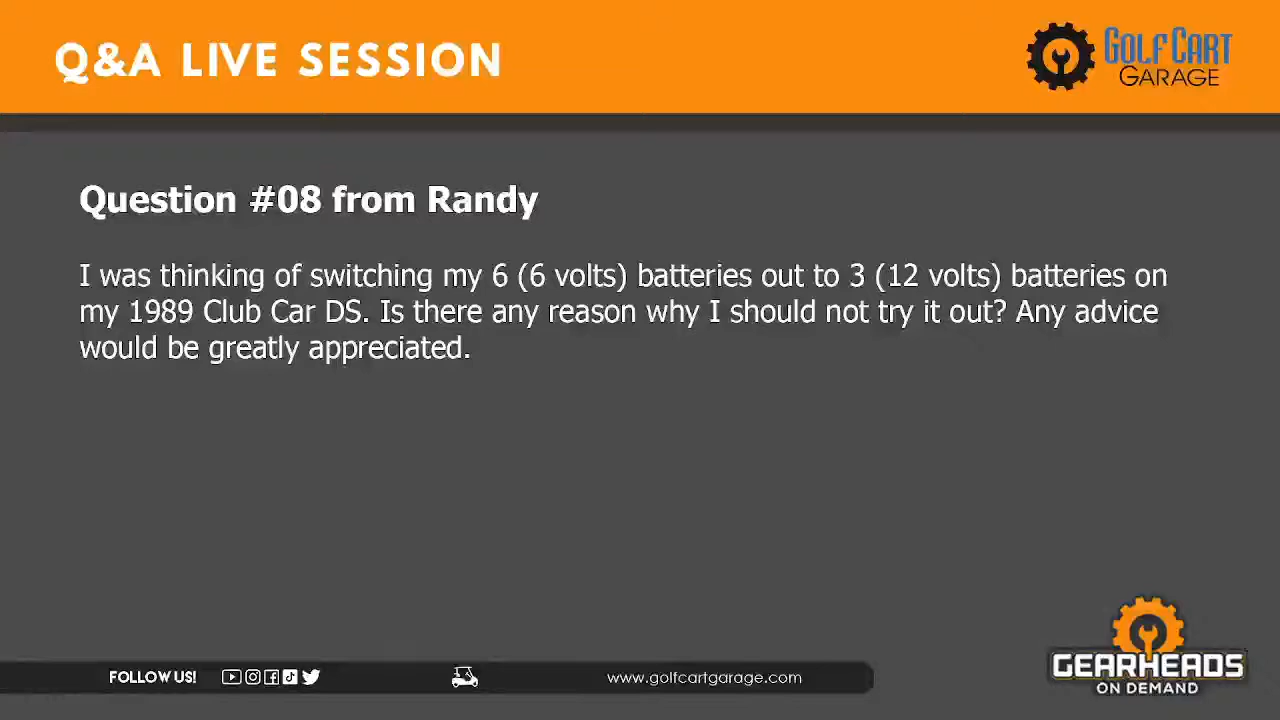 Q&A LIVE SESSION
GOLF CART
GARAGE
Question #08 from Randy
I was thinking of switching my 6 (6 volts) batteries out to 3 (12 volts) batteries on
my 1989 Club Car DS. Is there any reason why I should not try it out? Any advice
would be greatly appreciated.
FOLLOW US!
www.golfcartgarage.com
GEARHEADS
ON DEMAND